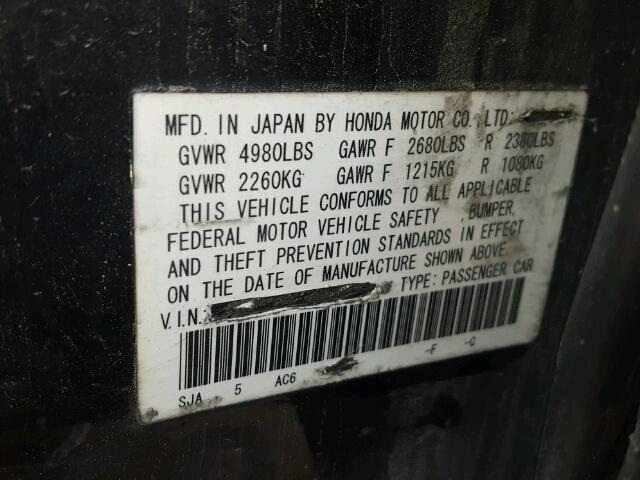 MFD. IN JAPAN BY HONDA MOTOR CO., LTD.
GVWR 4980LBS GAWR F 2680LBS R 2380LBS
GVWR 2260KG GAWR F 1215KG R 1080KG
THIS VEHICLE CONFORMS TO ALL APPLICABLE
FEDERAL MOTOR VEHICLE SAFETY , BUMPER,
AND THEFT PREVENTION STANDARDS IN EFFECT
ON THE DATE OF MANUFACTURE SHOWN ABOVE.
V.I.N: TYPE: PASSENGER CAR
SJA 5 AC6 -F -C